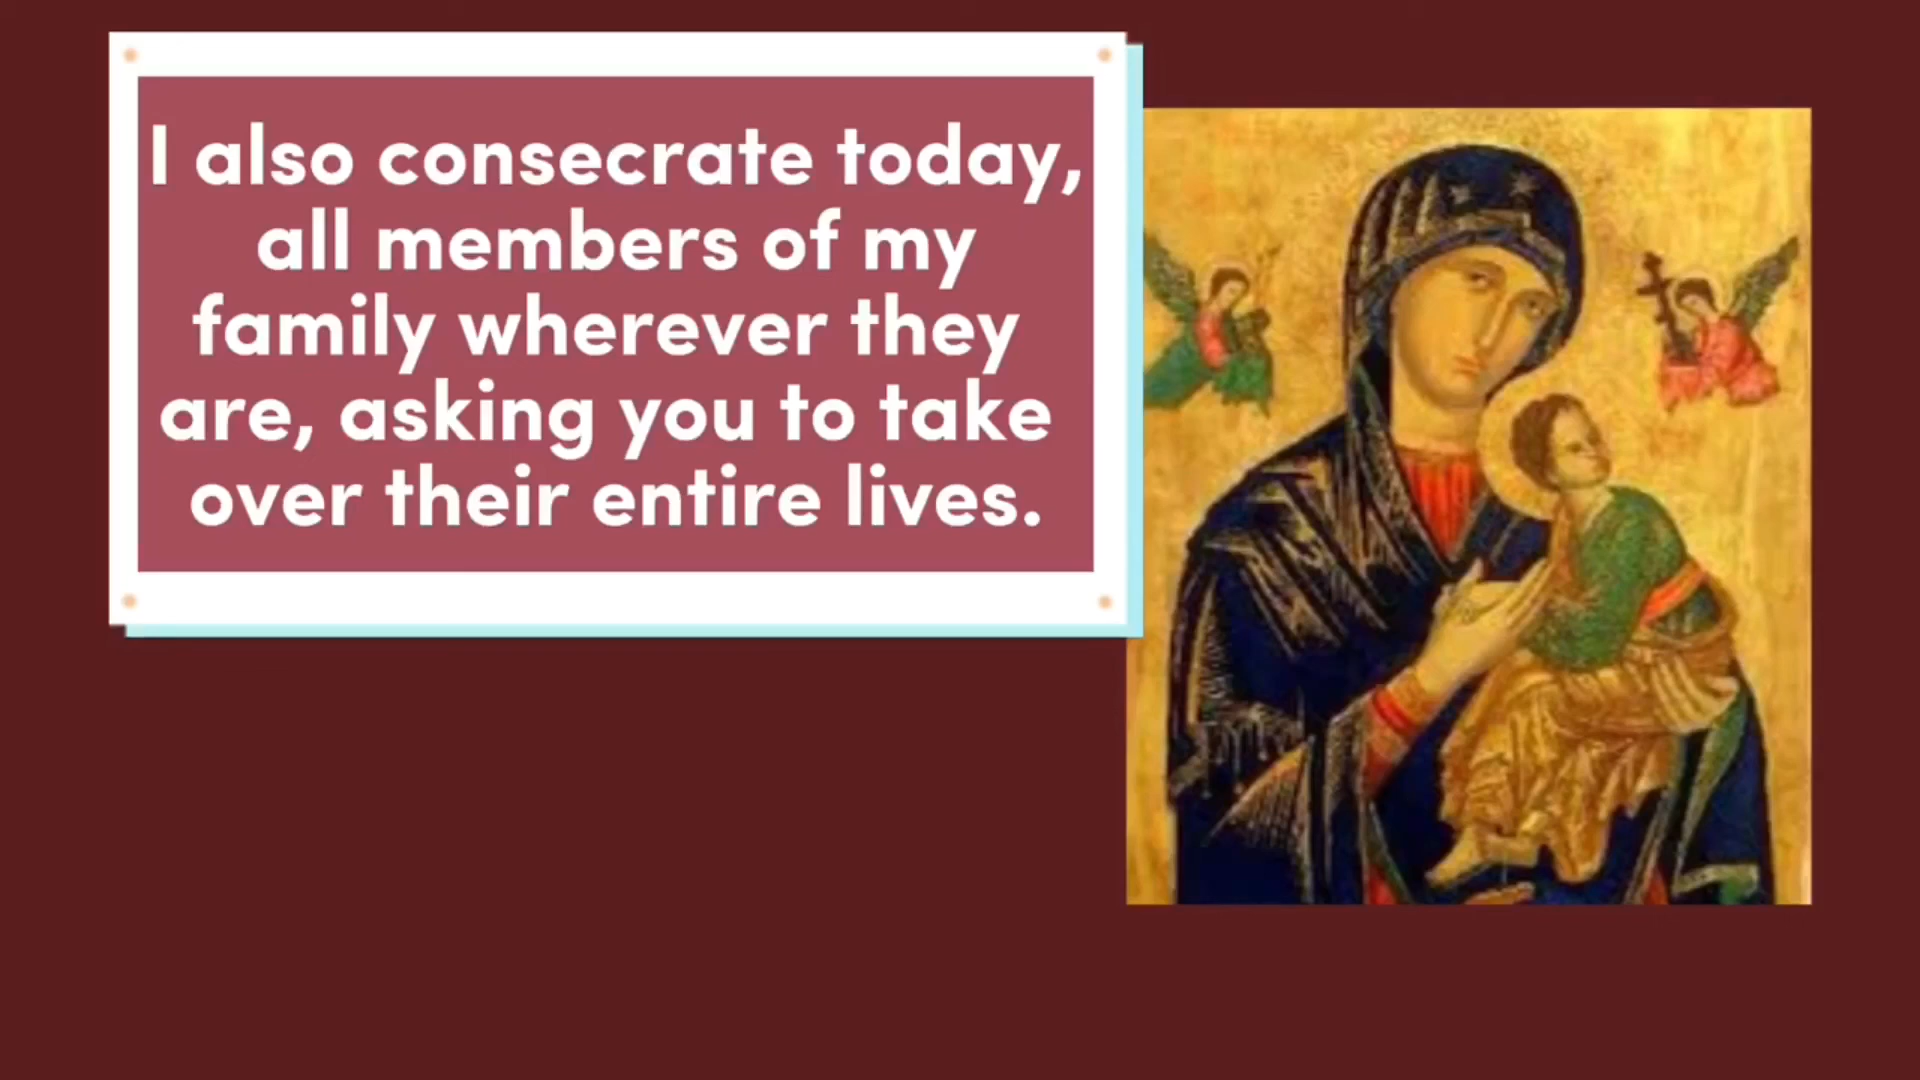 I also consecrate today,
all members of my
family wherever they
are, asking you to take
over their entire lives.